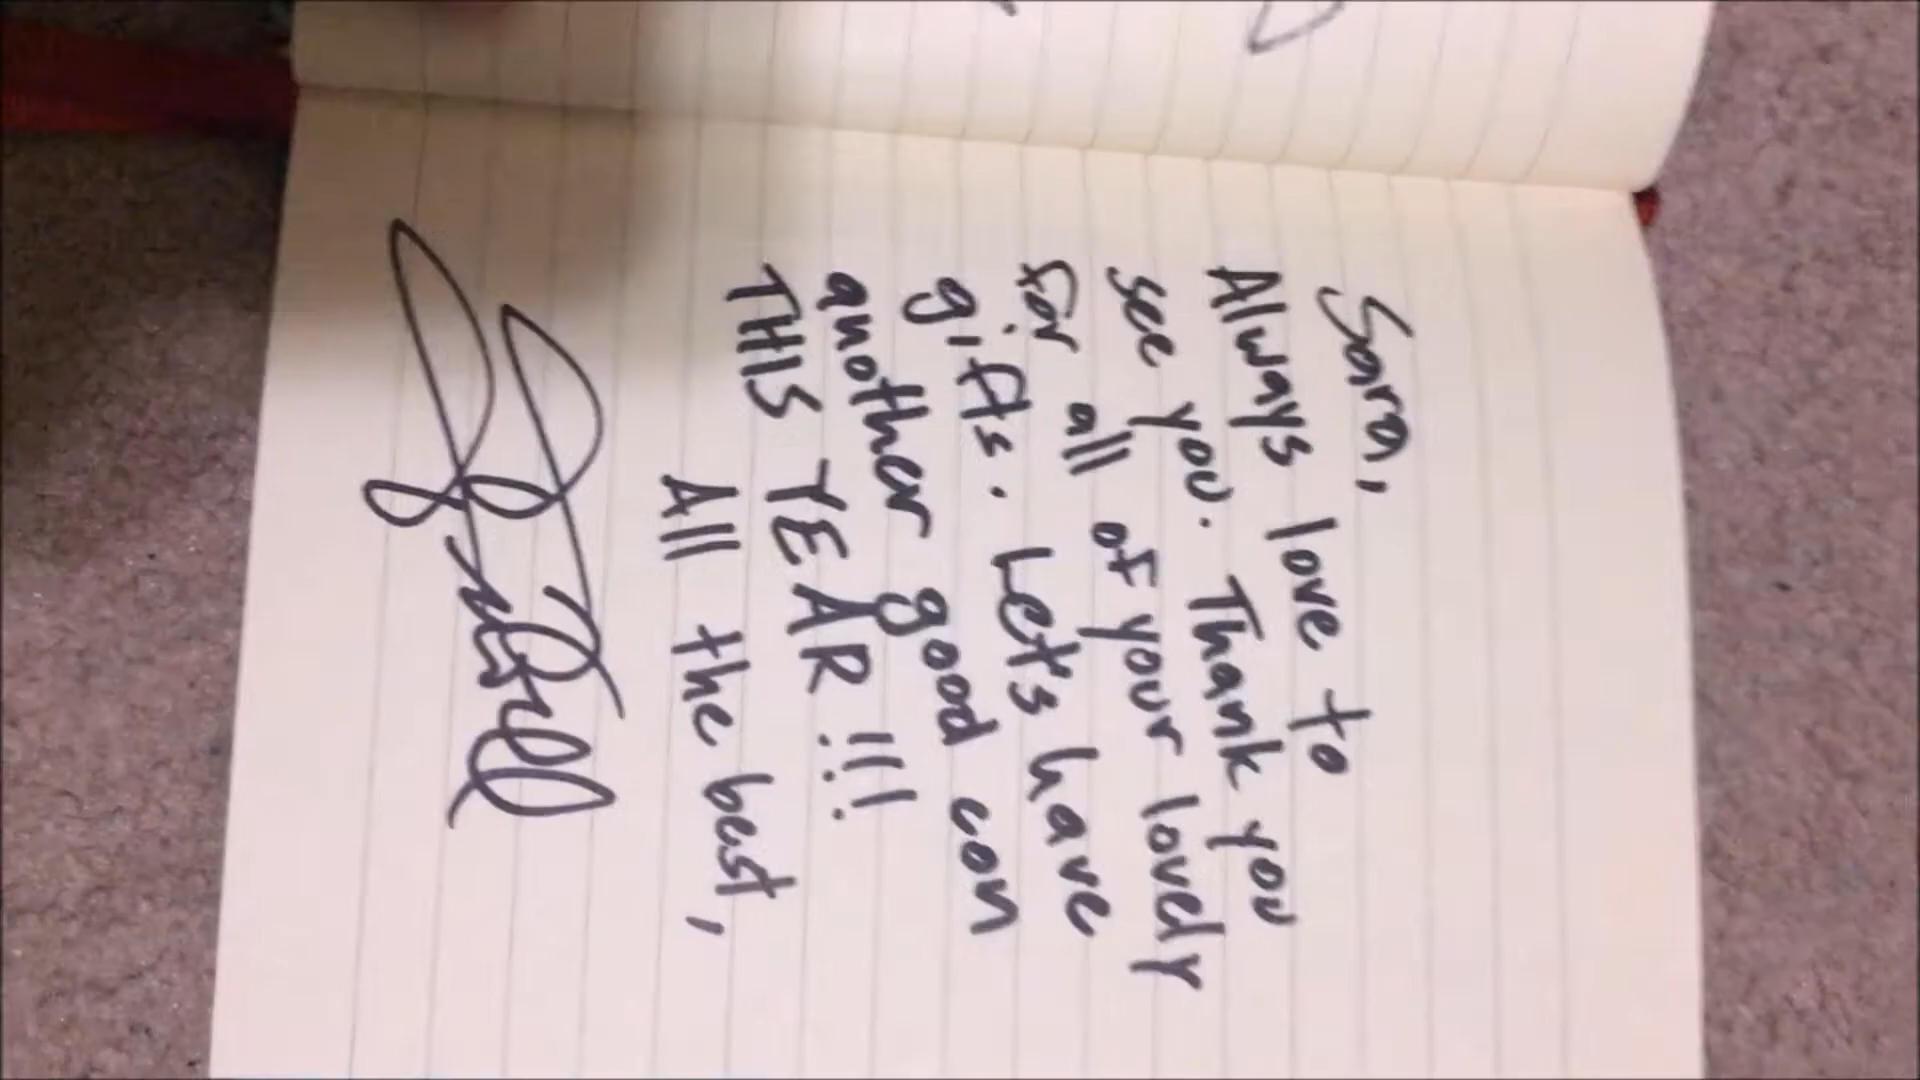 Sara,
Always love to
see you. Thank you
for all of your lovely
gifts. Let's have
another good con
THIS YEAR!!!
All the best,